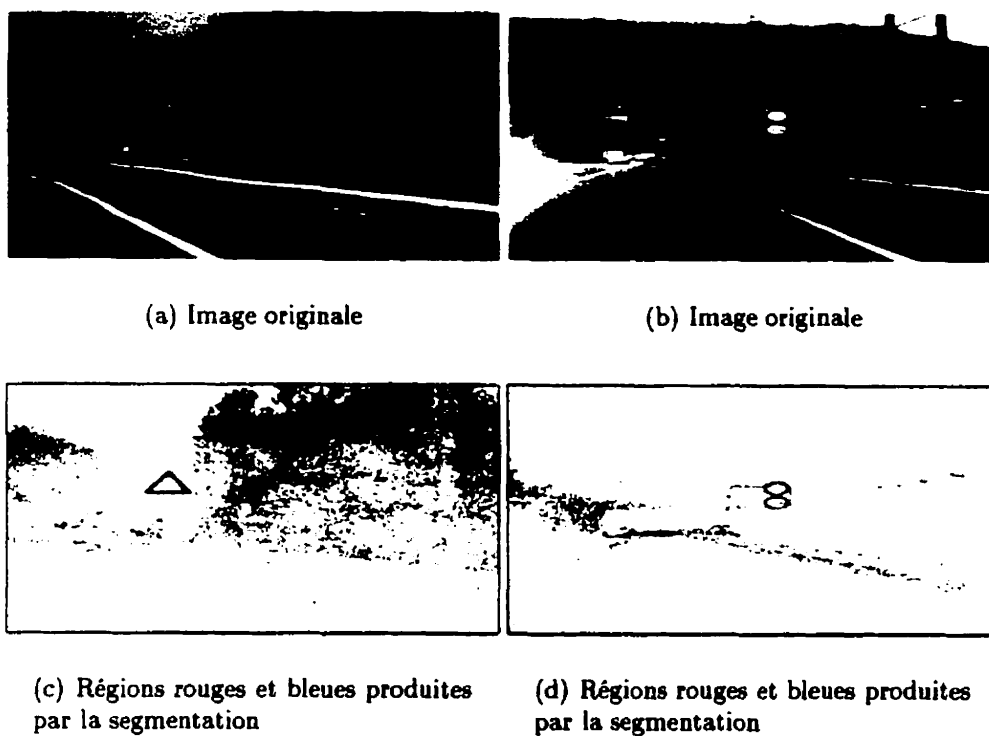 (a) Image originale
(b) Image originale
(c) Régions rouges et bleues produites
par la segmentation
(d) Régions rouges et bleues produites
par la segmentation